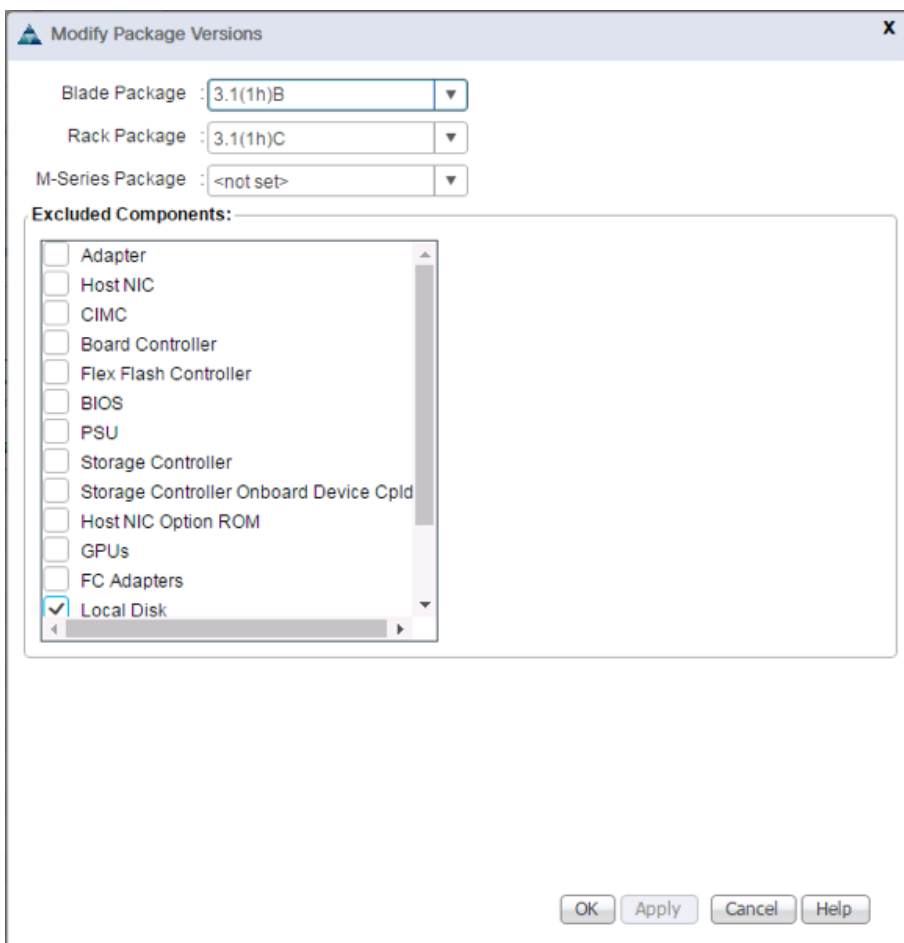 Modify Package Versions X
Blade Package : 3.1(1h)B
Rack Package : 3.1(1h)C
M-Series Package : <not set>
Excluded Components:
Adapter
Host NIC
CIMC
Board Controller
Flex Flash Controller
BIOS
PSU
Storage Controller
Storage Controller Onboard Device Cpld
Host NIC Option ROM
GPUs
FC Adapters
Local Disk
OK Apply Cancel Help